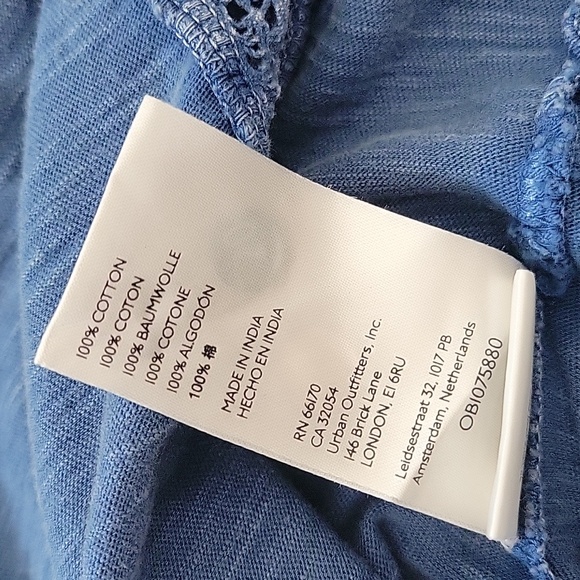 100% COTTON
100% COTON
100% BAUMWOLLE
100% COTONE
100% ALGODÓN
100% 棉
MADE IN INDIA
HECHO EN INDIA
RN 66170
CA 32054
Urban Outfitters, Inc.
146 Brick Lane
LONDON, E1 6RU
Leidsestraat 32, 1017 PB
Amsterdam, Netherlands
OB1075880